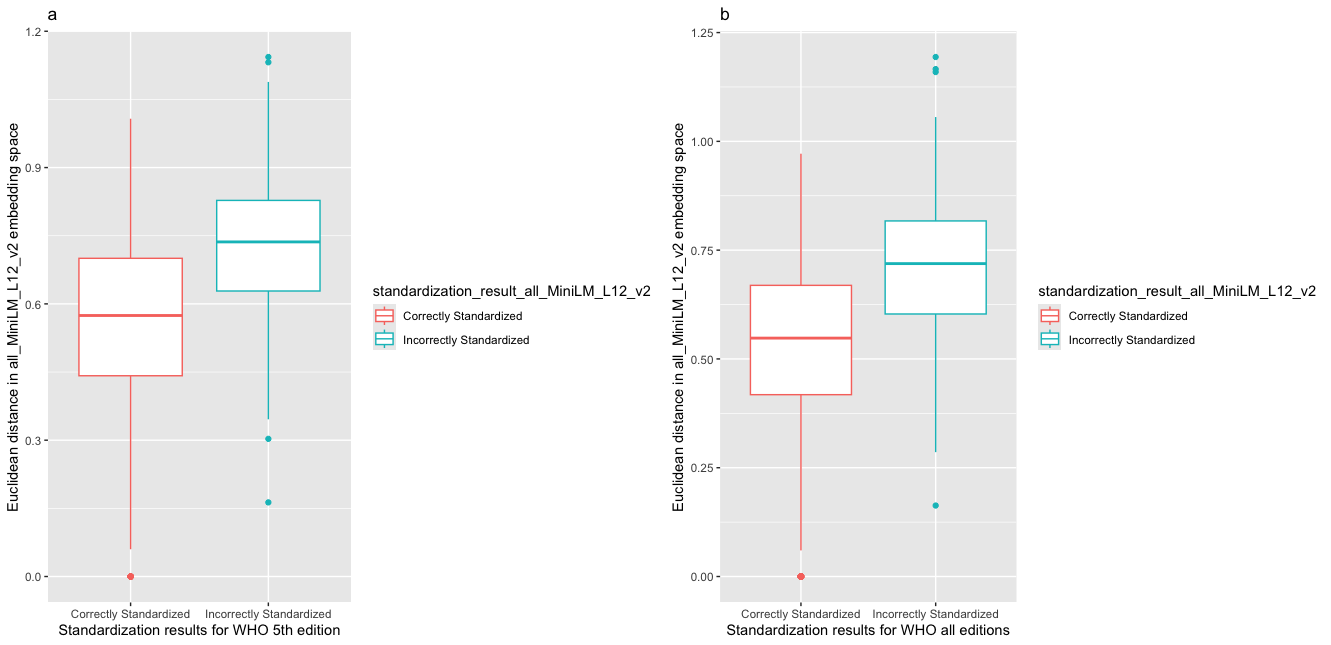 a
Euclidean distance in all_MiniLM_L12_v2 embedding space
1.2
0.9
0.6
0.3
0.0
Correctly Standardized
Incorrectly Standardized
Standardization results for WHO 5th edition
standardization_result_all_MiniLM_L12_v2
Correctly Standardized
Incorrectly Standardized
b
Euclidean distance in all_MiniLM_L12_v2 embedding space
1.25
1.00
0.75
0.50
0.25
0.00
Correctly Standardized
Incorrectly Standardized
Standardization results for WHO all editions
standardization_result_all_MiniLM_L12_v2
Correctly Standardized
Incorrectly Standardized